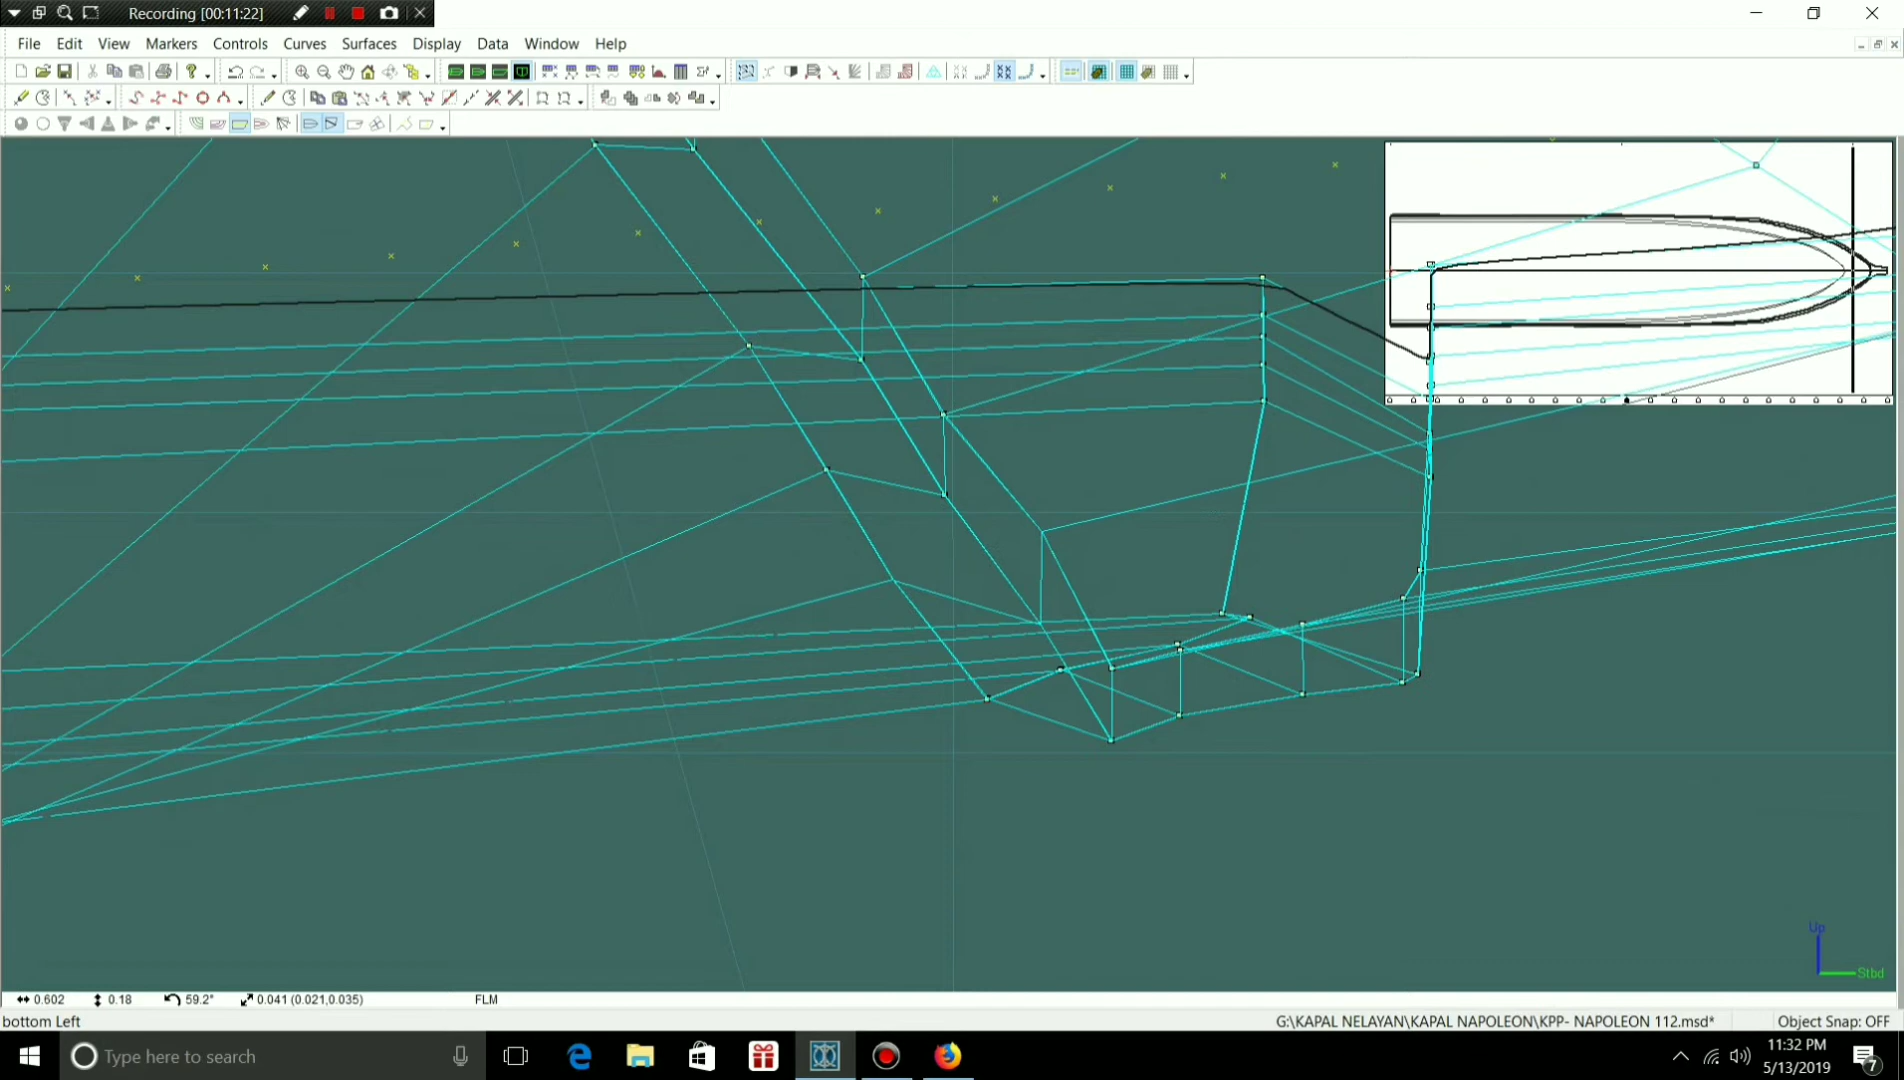 Recording [00:11:22]
File Edit View Markers Controls Curves Surfaces Display Data Window Help
Up
Stbd
0.602 0.18 59.2° 0.041 (0.021,0.035) FLM
bottom Left G:\KAPAL NELAYAN\KAPAL NAPOLEON\KPP- NAPOLEON 112.msd* Object Snap: OFF
Type here to search
11:32 PM
5/13/2019
7